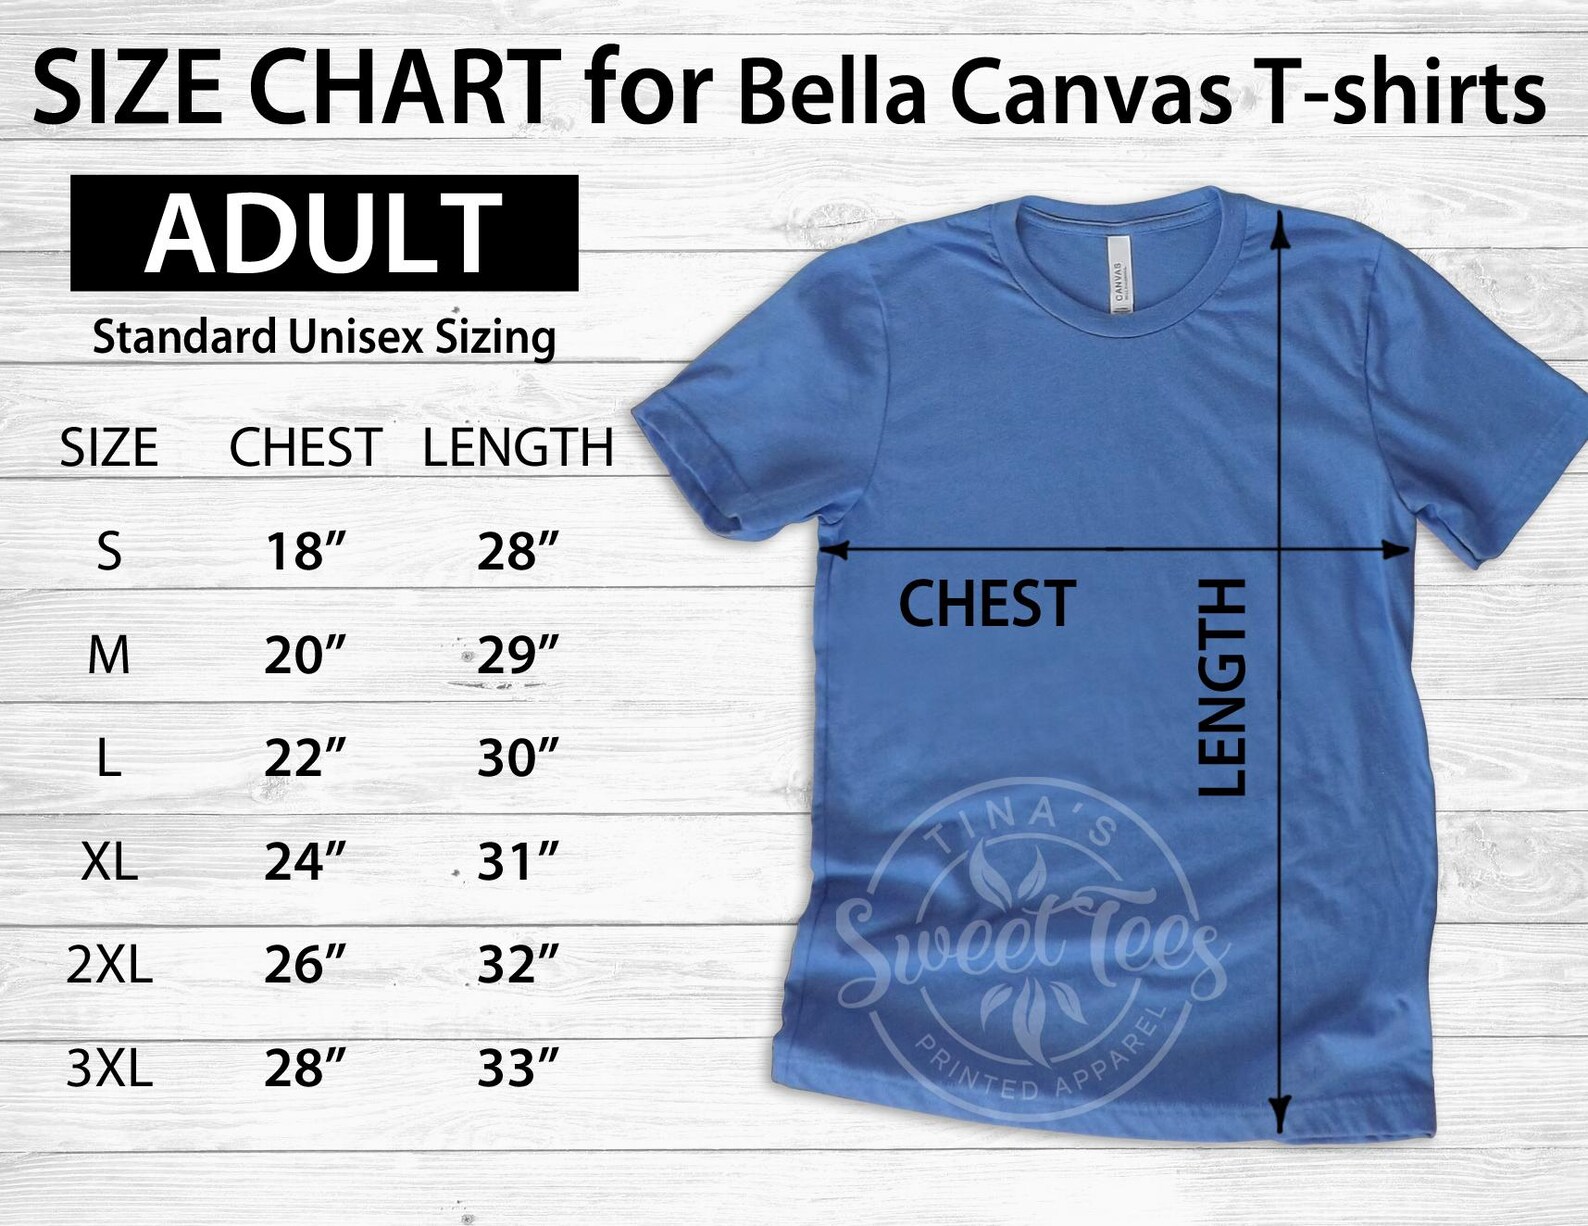 SIZE CHART for Bella Canvas T-shirts
ADULT
Standard Unisex Sizing
SIZE CHEST LENGTH
S 18” 28”
M 20” 29”
L 22” 30”
XL 24” 31”
2XL 26” 32”
3XL 28” 33”
CANVAS
CHEST
LENGTH
TINA'S
Sweet Tees
PRINTED APPAREL